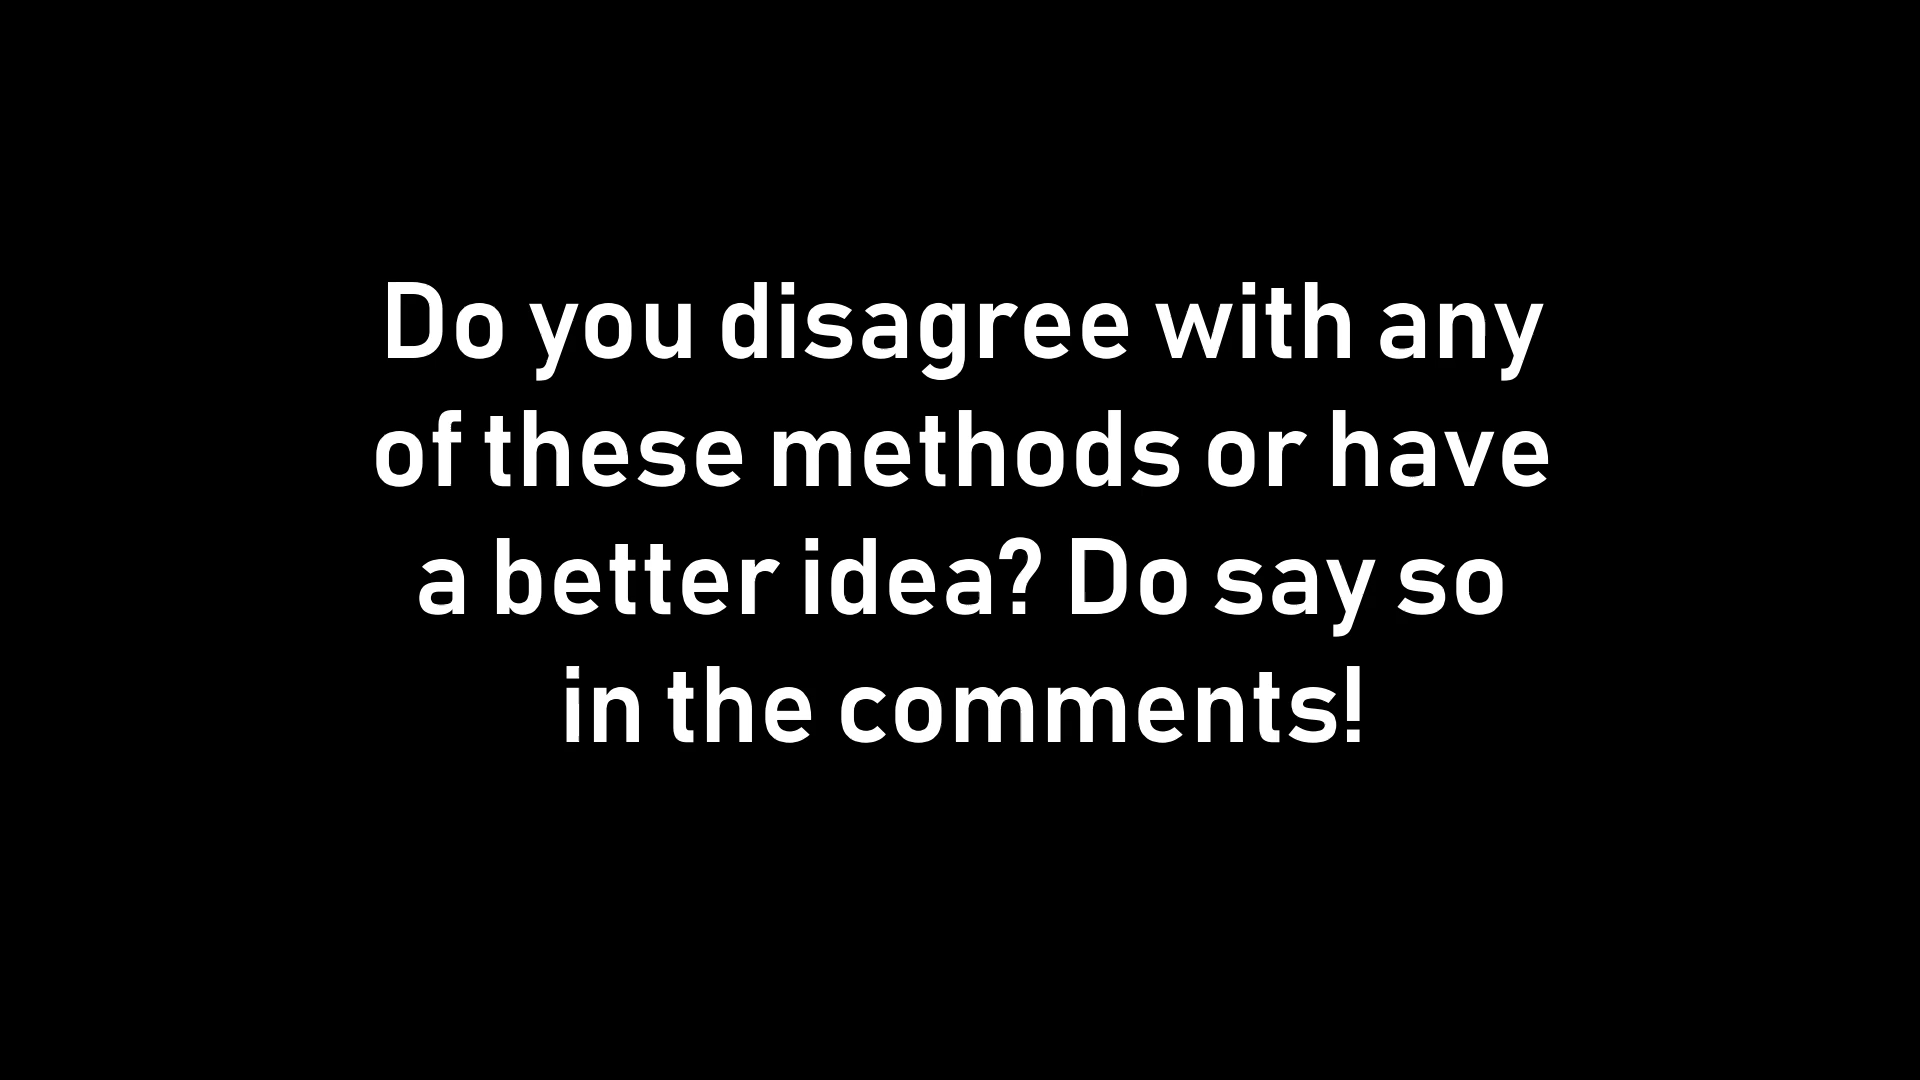 Do you disagree with any
of these methods or have
a better idea? Do say so
in the comments!